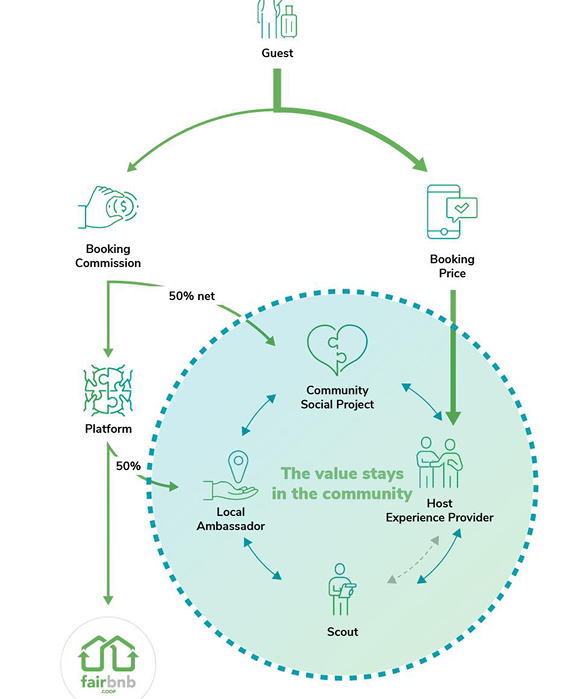 Guest
Booking
Commission
Booking
Price
50% net
Community
Social Project
Platform
50%
The value stays
in the community
Local
Ambassador
Host
Experience Provider
Scout
fairbnb
.COOP